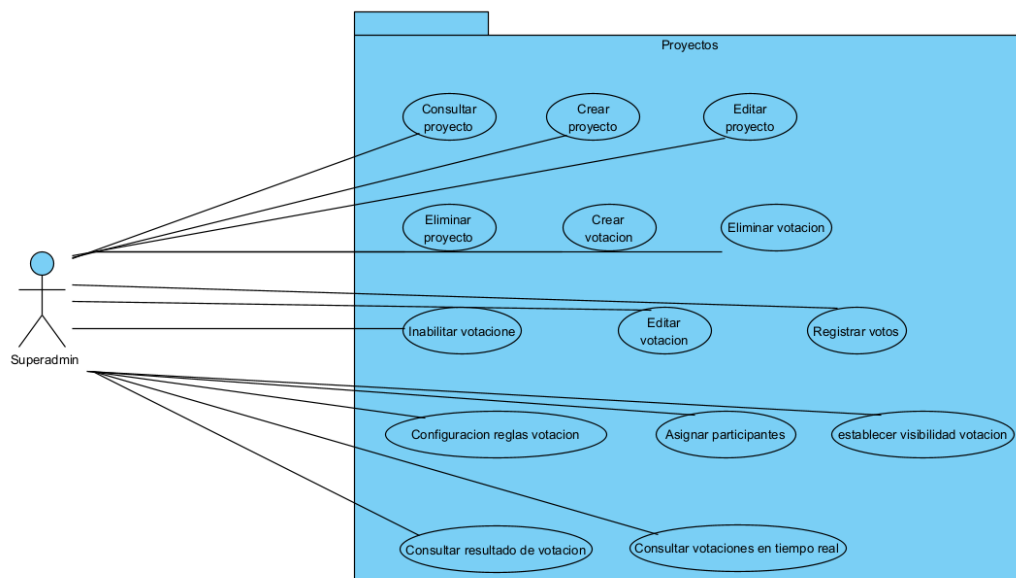 Proyectos
Consultar
proyecto
Crear
proyecto
Editar
proyecto
Eliminar
proyecto
Crear
votacion
Eliminar votacion
Inabilitar votacione
Editar
votacion
Registrar votos
Superadmin
Configuracion reglas votacion
Asignar participantes
establecer visibilidad votacion
Consultar resultado de votacion
Consultar votaciones en tiempo real